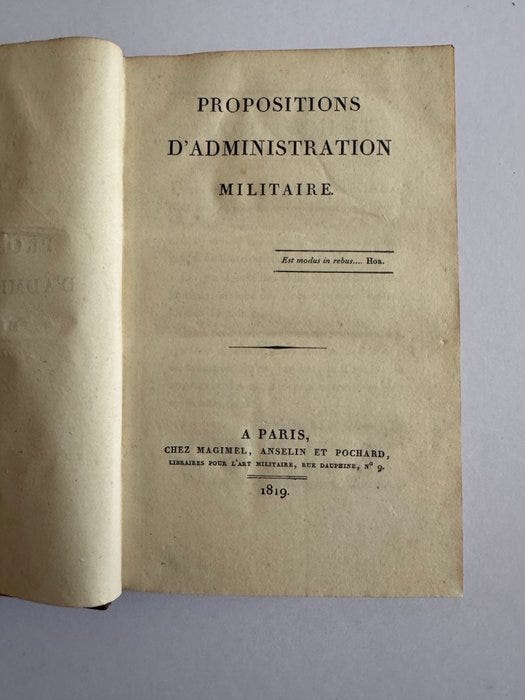 PROPOSITIONS
D'ADMINISTRATION
MILITAIRE.
Est modus in rebus.... Hor.
A PARIS,
CHEZ MAGIMEL, ANSELIN ET POCHARD,
LIBRAIRES POUR L'ART MILITAIRE, RUE DAUPHINE, N° 9.
1819.